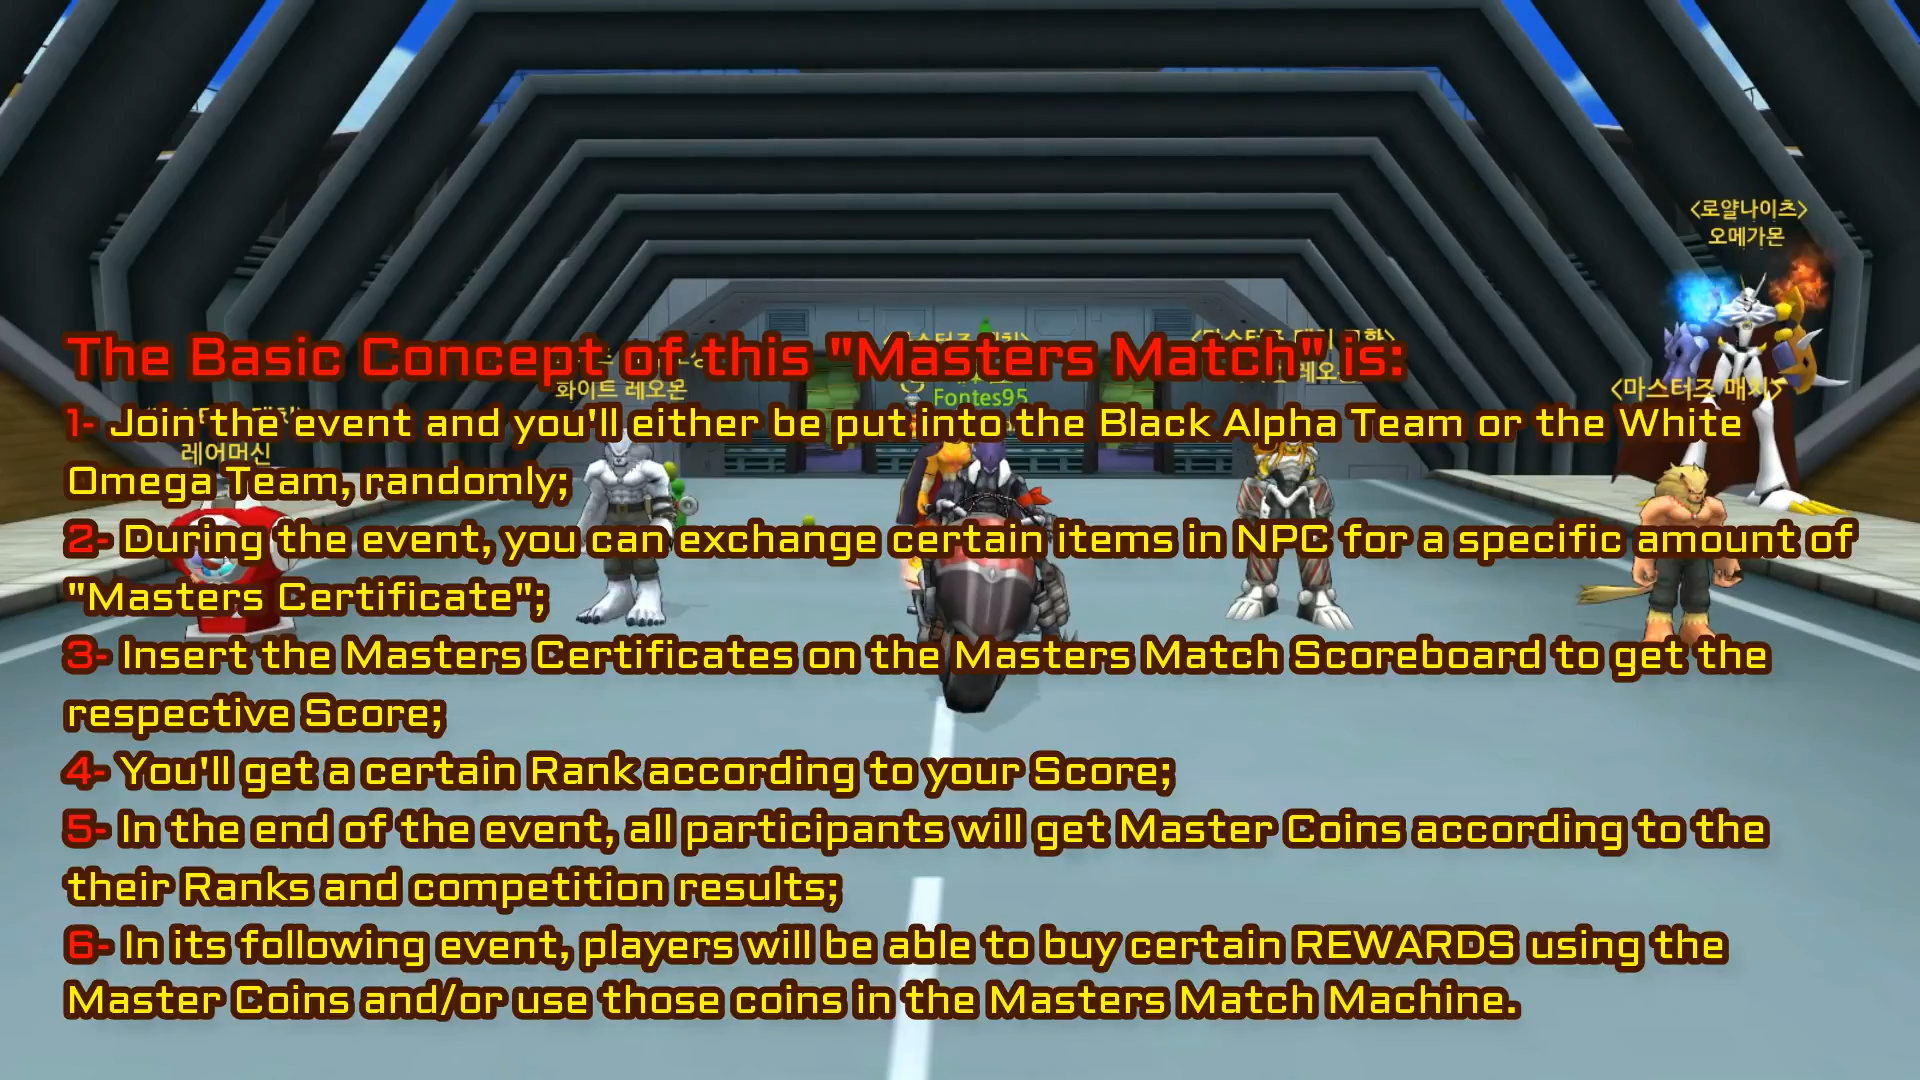 <로얄나이츠>
오메가몬
The Basic Concept of this "Masters Match" is:
화이트 레오몬
Fontes95
<마스터즈 매치>
1- Join the event and you'll either be put into the Black Alpha Team or the White
레어머신
Omega Team, randomly;
2- During the event, you can exchange certain items in NPC for a specific amount of
"Masters Certificate";
3- Insert the Masters Certificates on the Masters Match Scoreboard to get the
respective Score;
4- You'll get a certain Rank according to your Score;
5- In the end of the event, all participants will get Master Coins according to the
their Ranks and competition results;
6- In its following event, players will be able to buy certain REWARDS using the
Master Coins and/or use those coins in the Masters Match Machine.